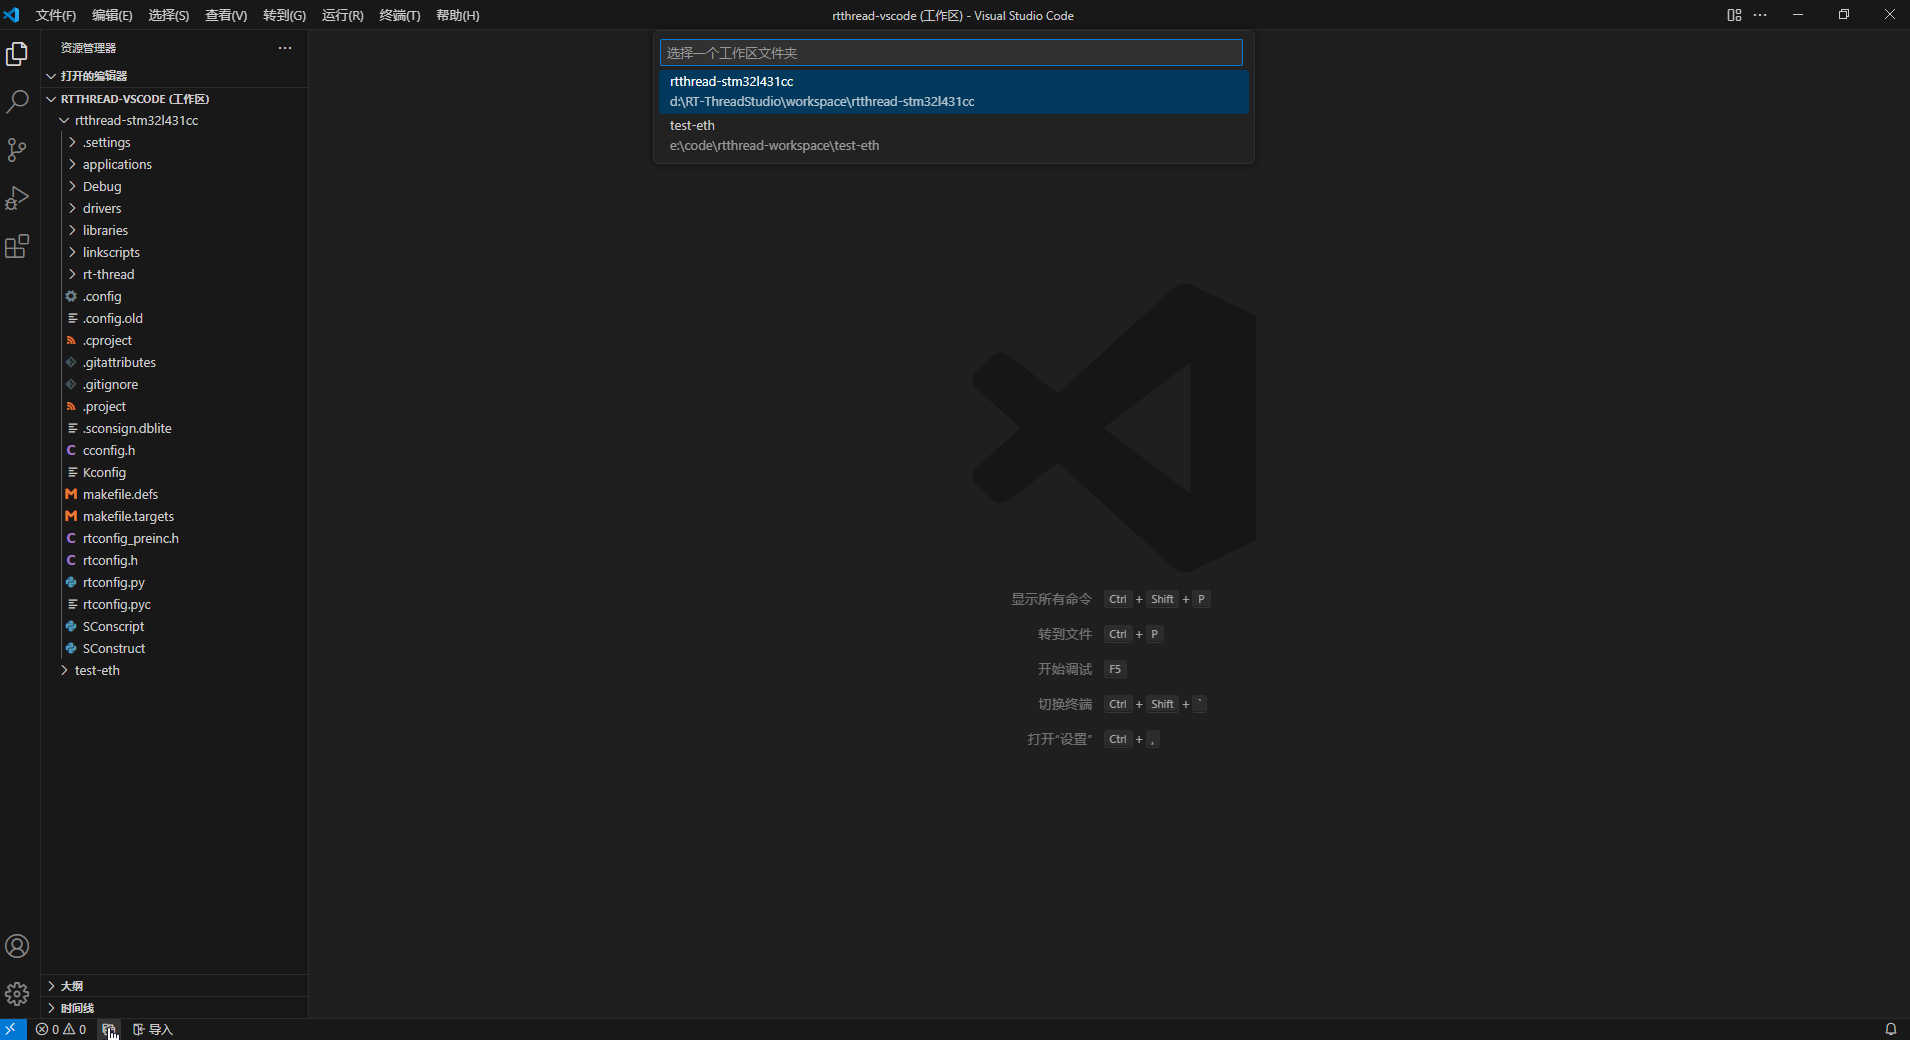 文件(F) 编辑(E) 选择(S) 查看(V) 转到(G) 运行(R) 终端(T) 帮助(H)
rtthread-vscode (工作区) - Visual Studio Code
资源管理器
打开的编辑器
RTTHREAD-VSCODE (工作区)
rtthread-stm32l431cc
.settings
applications
Debug
drivers
libraries
linkscripts
rt-thread
.config
.config.old
.cproject
.gitattributes
.gitignore
.project
.sconsign.dblite
cconfig.h
Kconfig
makefile.defs
makefile.targets
rtconfig_preinc.h
rtconfig.h
rtconfig.py
rtconfig.pyc
SConscript
SConstruct
test-eth
大纲
时间线
选择一个工作区文件夹
rtthread-stm32l431cc
d:\RT-ThreadStudio\workspace\rtthread-stm32l431cc
test-eth
e:\code\rtthread-workspace\test-eth
显示所有命令 Ctrl + Shift + P
转到文件 Ctrl + P
开始调试 F5
切换终端 Ctrl + Shift + `
打开“设置” Ctrl + ,
0 0 导入